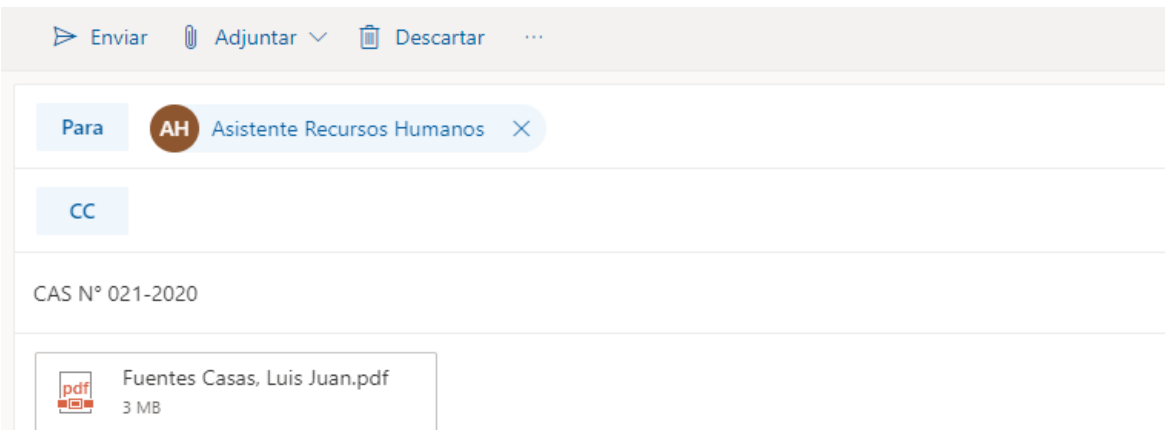 Enviar Adjuntar Descartar ...
Para AH Asistente Recursos Humanos
CC
CAS N° 021-2020
pdf Fuentes Casas, Luis Juan.pdf
3 MB